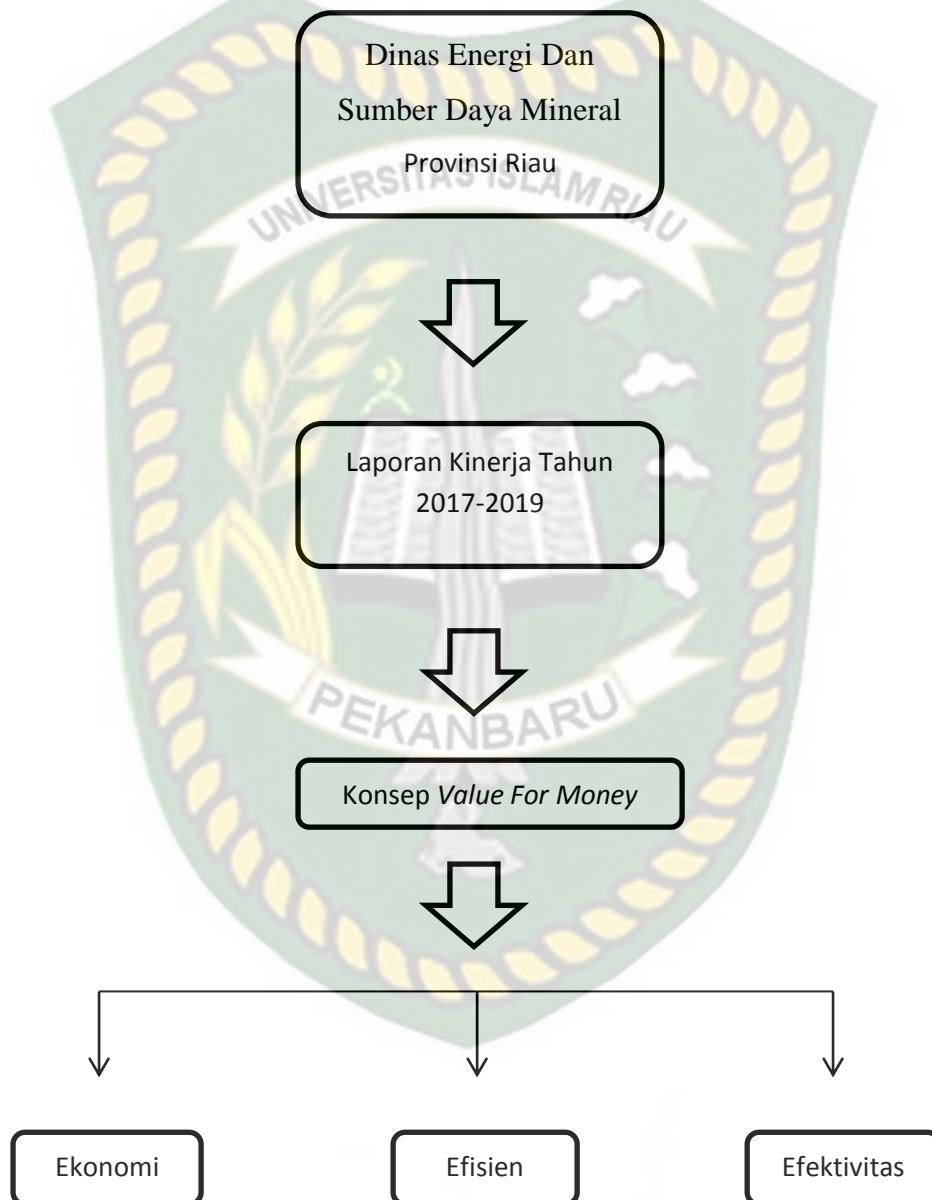 Dinas Energi Dan
Sumber Daya Mineral
Provinsi Riau
UNIVERSITAS ISLAM RIAU
Laporan Kinerja Tahun
2017-2019
PEKANBARU
Konsep Value For Money
Ekonomi
Efisien
Efektivitas